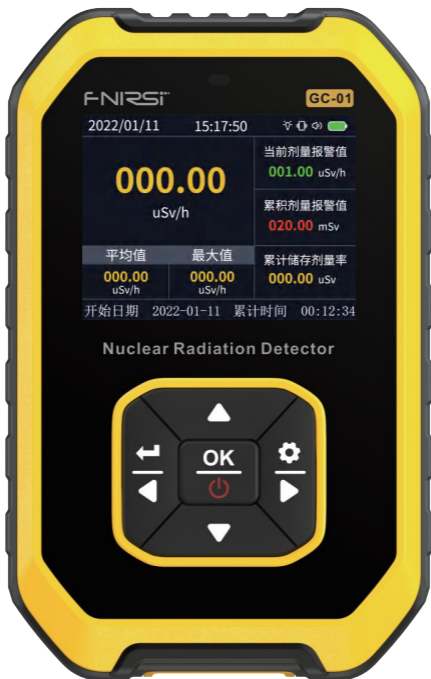 FNIRSI
GC-01
2022/01/11 15:17:50
000.00
uSv/h
当前剂量报警值
001.00 uSv/h
累积剂量报警值
020.00 mSv
平均值 最大值
000.00 000.00
uSv/h uSv/h
累计储存剂量率
000.00 uSv
开始日期 2022-01-11 累计时间 00:12:34
Nuclear Radiation Detector
OK